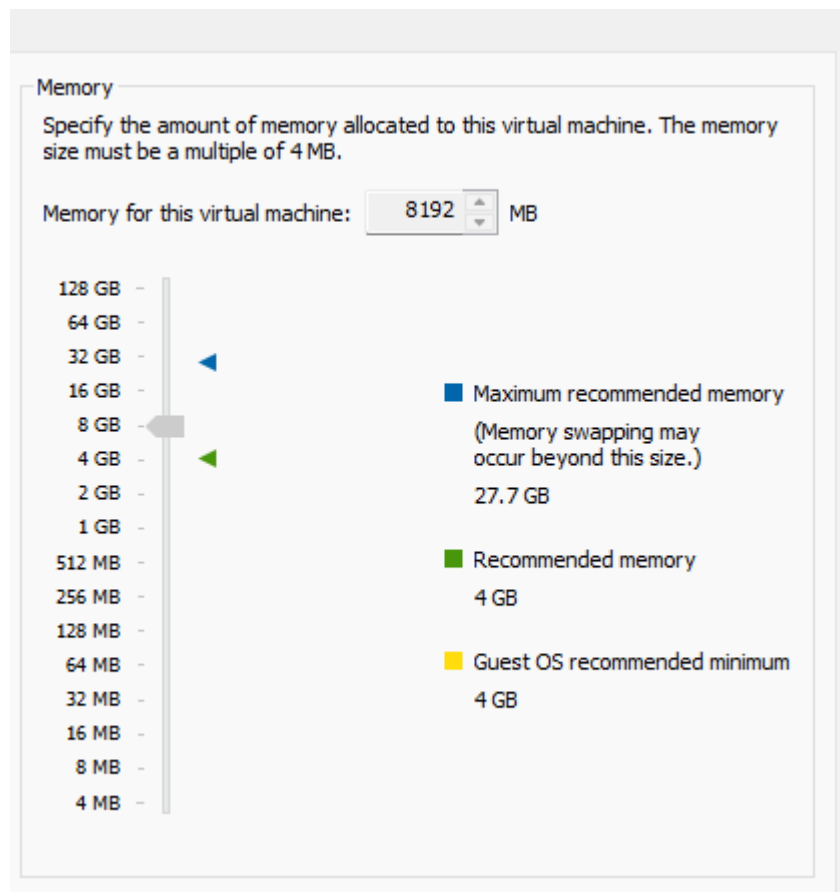 Memory
Specify the amount of memory allocated to this virtual machine. The memory
size must be a multiple of 4 MB.
Memory for this virtual machine: 8192 MB
128 GB
64 GB
32 GB
16 GB
8 GB
4 GB
2 GB
1 GB
512 MB
256 MB
128 MB
64 MB
32 MB
16 MB
8 MB
4 MB
Maximum recommended memory
(Memory swapping may
occur beyond this size.)
27.7 GB
Recommended memory
4 GB
Guest OS recommended minimum
4 GB